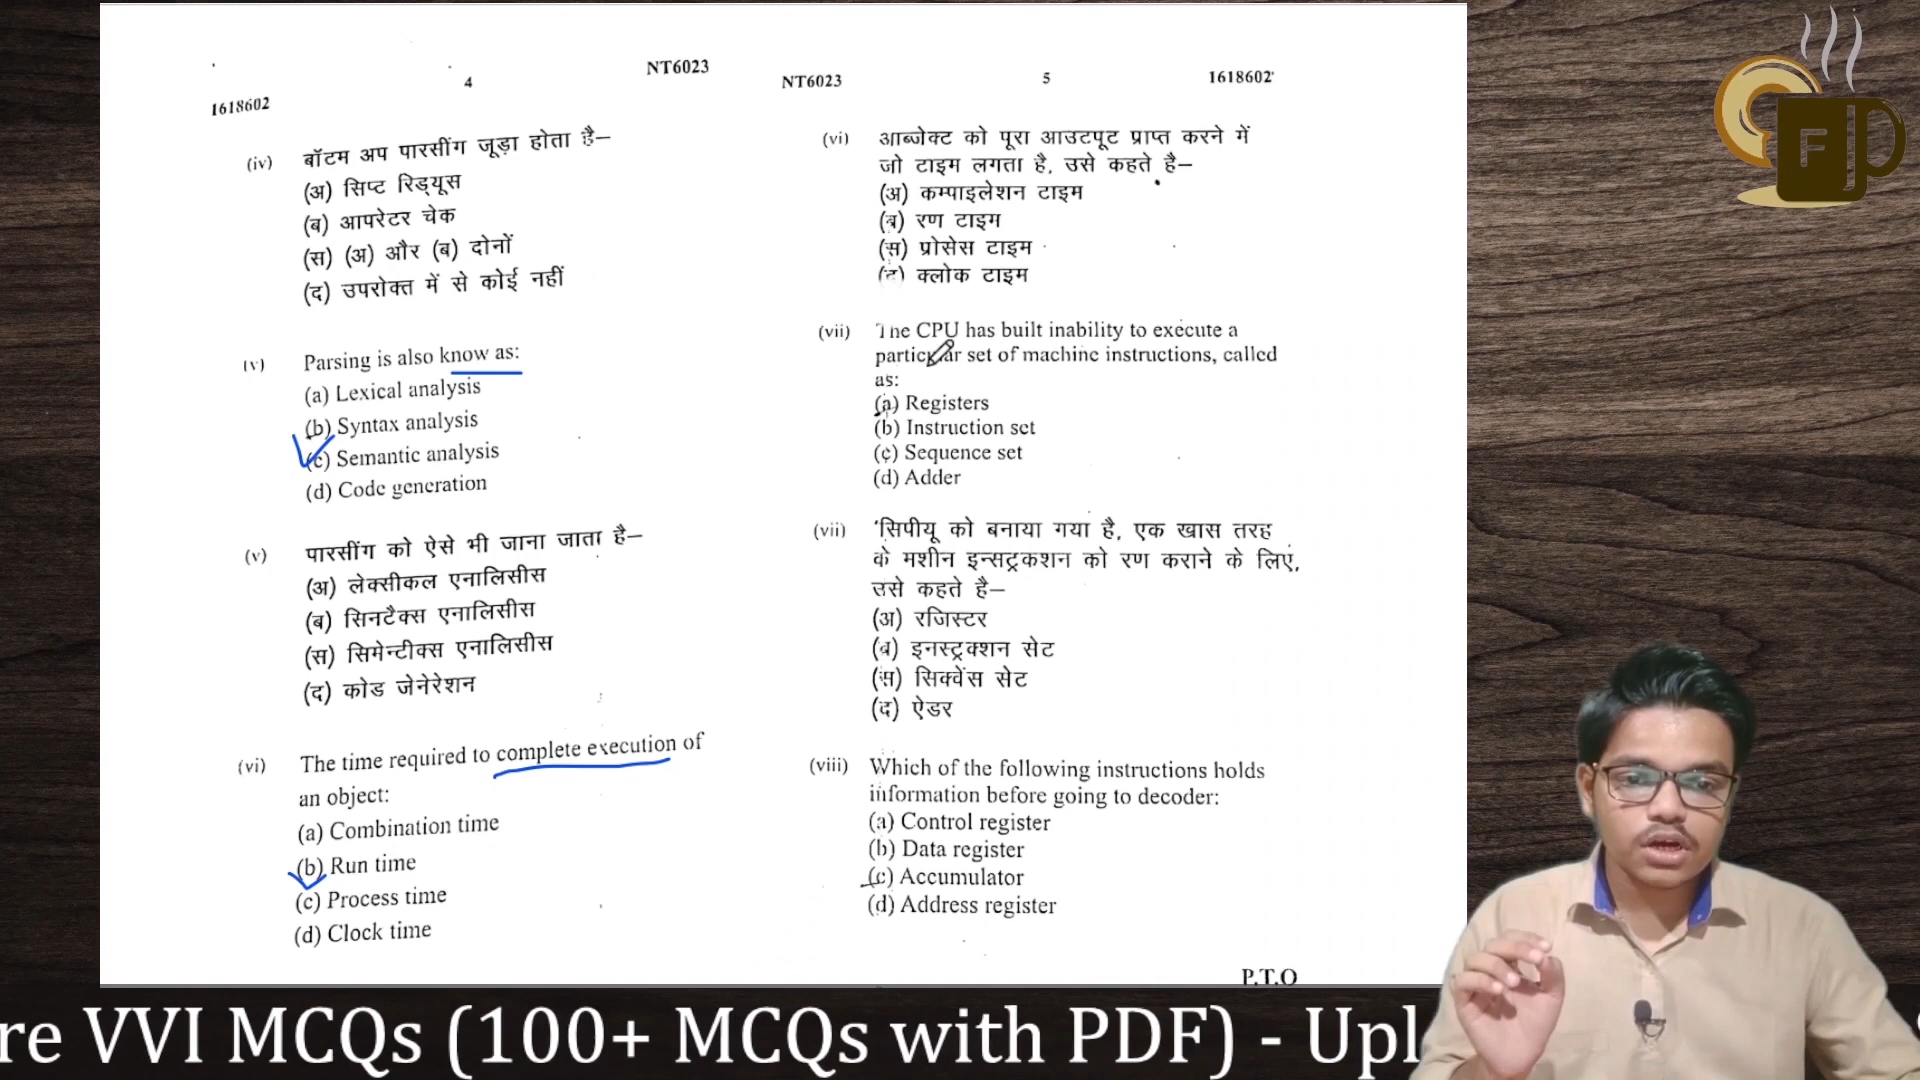 4
NT6023
1618602
(iv) बॉटम अप पारसींग जूड़ा होता है–
(अ) सिप्ट रिड्यूस
(ब) आपरेटर चेक
(स) (अ) और (ब) दोनों
(द) उपरोक्त में से कोई नहीं
(v) Parsing is also know as:
(a) Lexical analysis
(b) Syntax analysis
(c) Semantic analysis
(d) Code generation
(v) पारसींग को ऐसे भी जाना जाता है–
(अ) लेक्सीकल एनालिसीस
(ब) सिनटैक्स एनालिसीस
(स) सिमेन्टीक्स एनालिसीस
(द) कोड जेनेरेशन
(vi) The time required to complete execution of
an object:
(a) Combination time
(b) Run time
(c) Process time
(d) Clock time
NT6023
5
1618602
(vi) आब्जेक्ट को पूरा आउटपूट प्राप्त करने में
जो टाइम लगता है, उसे कहते है–
(अ) कम्पाइलेशन टाइम
(ब) रण टाइम
(स) प्रोसेस टाइम
(द) क्लोक टाइम
(vii) The CPU has built inability to execute a
particular set of machine instructions, called
as:
(a) Registers
(b) Instruction set
(c) Sequence set
(d) Adder
(vii) सिपीयू को बनाया गया है, एक खास तरह
के मशीन इन्सट्रकशन को रण कराने के लिए,
उसे कहते है–
(अ) रजिस्टर
(ब) इनस्ट्रक्शन सेट
(स) सिक्वेंस सेट
(द) ऐडर
(viii) Which of the following instructions holds
information before going to decoder:
(a) Control register
(b) Data register
(c) Accumulator
(d) Address register
P.T.O
re VVI MCQs (100+ MCQs with PDF) - Upl
F